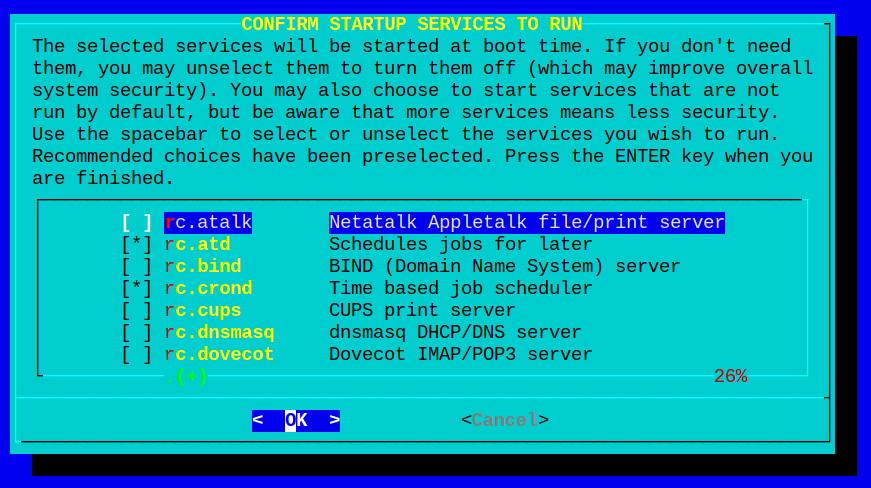 CONFIRM STARTUP SERVICES TO RUN
The selected services will be started at boot time. If you don't need
them, you may unselect them to turn them off (which may improve overall
system security). You may also choose to start services that are not
run by default, but be aware that more services means less security.
Use the spacebar to select or unselect the services you wish to run.
Recommended choices have been preselected. Press the ENTER key when you
are finished.
[ ] rc.atalk Netatalk Appletalk file/print server
[*] rc.atd Schedules jobs for later
[ ] rc.bind BIND (Domain Name System) server
[*] rc.crond Time based job scheduler
[ ] rc.cups CUPS print server
[ ] rc.dnsmasq dnsmasq DHCP/DNS server
[ ] rc.dovecot Dovecot IMAP/POP3 server
(+) 26%
< OK > <Cancel>